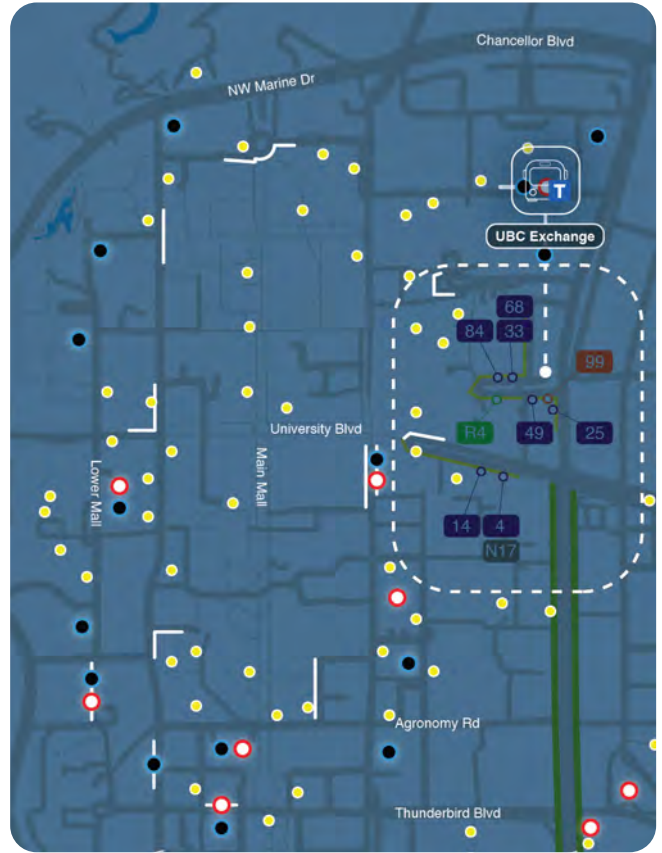 Chancellor Blvd
NW Marine Dr
T
UBC Exchange
68
84
33
99
R4
49
25
University Blvd
Lower Mall
Main Mall
14
4
N17
Agronomy Rd
Thunderbird Blvd